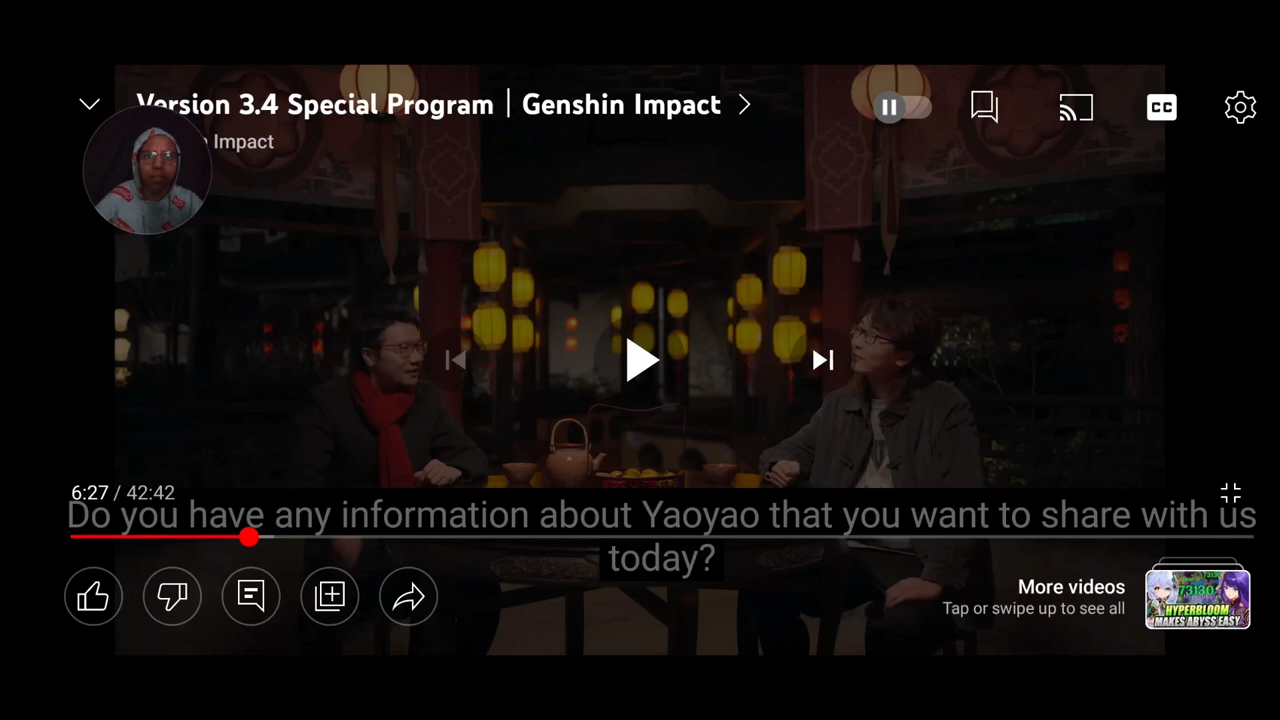 Version 3.4 Special Program | Genshin Impact
Impact
CC
6:27 / 42:42
Do you have any information about Yaoyao that you want to share with us
today?
More videos
Tap or swipe up to see all
73130
HYPERBLOOM
MAKES ABYSS EASY